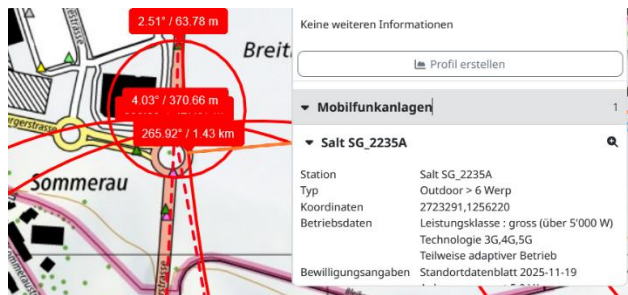 2.51° / 63.78 m
Breit
4.03° / 370.66 m
265.92° / 1.43 km
Sommerau
Keine weiteren Informationen
Profil erstellen
Mobilfunkanlagen 1
Salt SG_2235A
Station Salt SG_2235A
Typ Outdoor > 6 Werp
Koordinaten 2723291,1256220
Betriebsdaten Leistungsklasse : gross (über 5'000 W)
Technologie 3G,4G,5G
Teilweise adaptiver Betrieb
Bewilligungsangaben Standortdatenblatt 2025-11-19